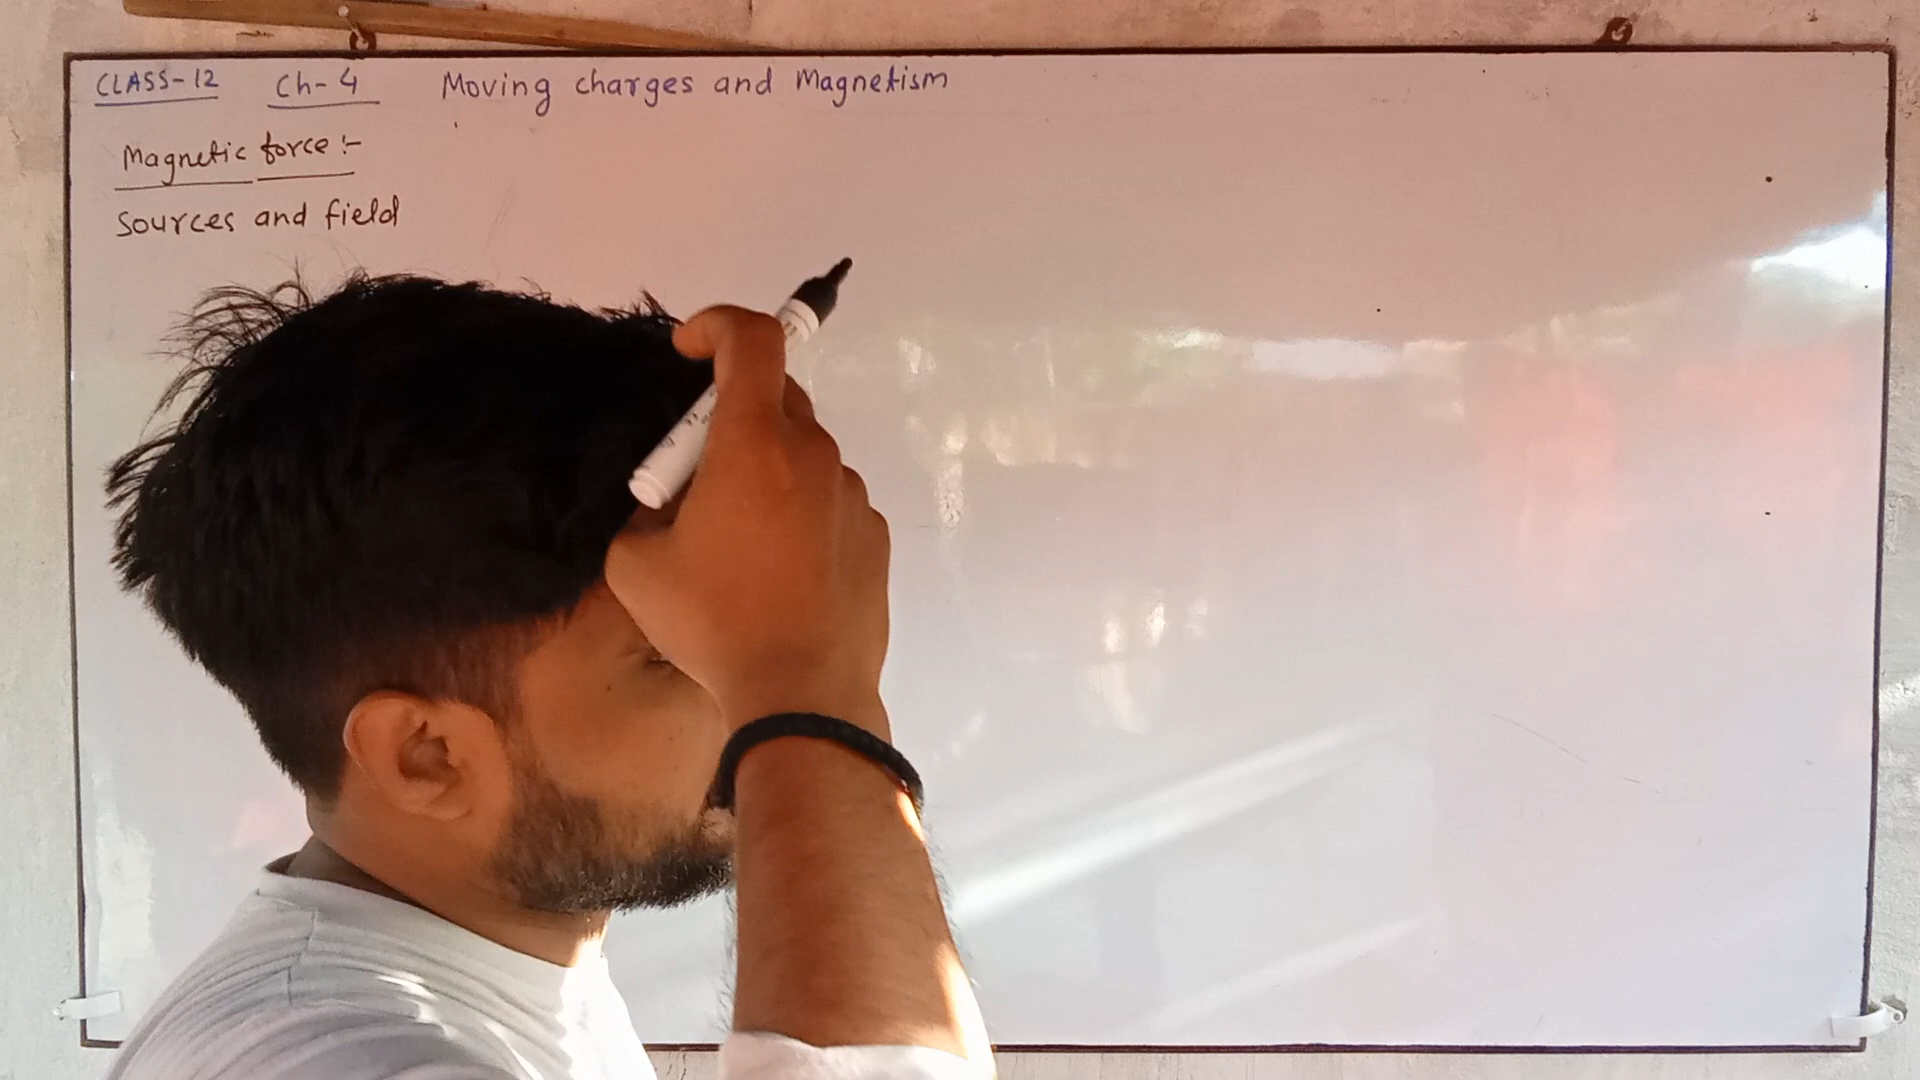 CLASS-12 Ch-4 Moving charges and Magnetism
Magnetic force :-
Sources and field